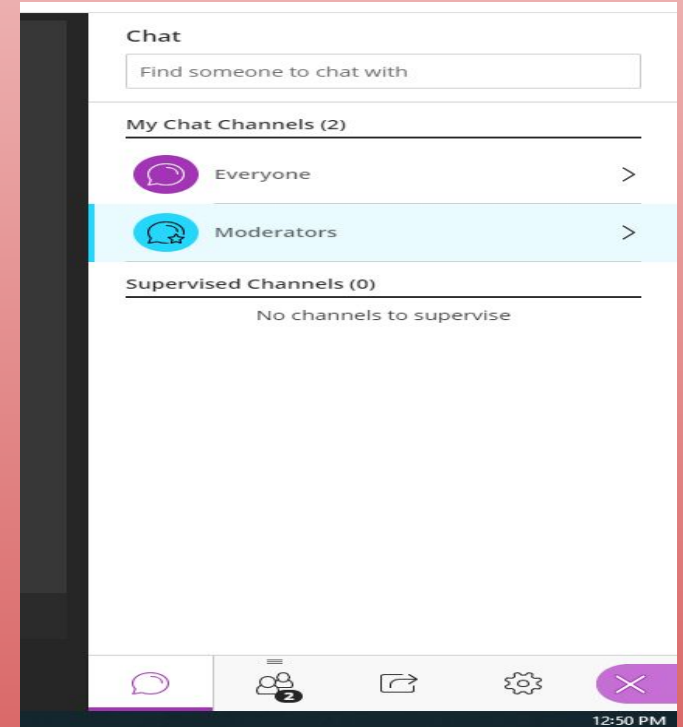 Chat
Find someone to chat with
My Chat Channels (2)
Everyone
Moderators
Supervised Channels (0)
No channels to supervise
2
12:50 PM